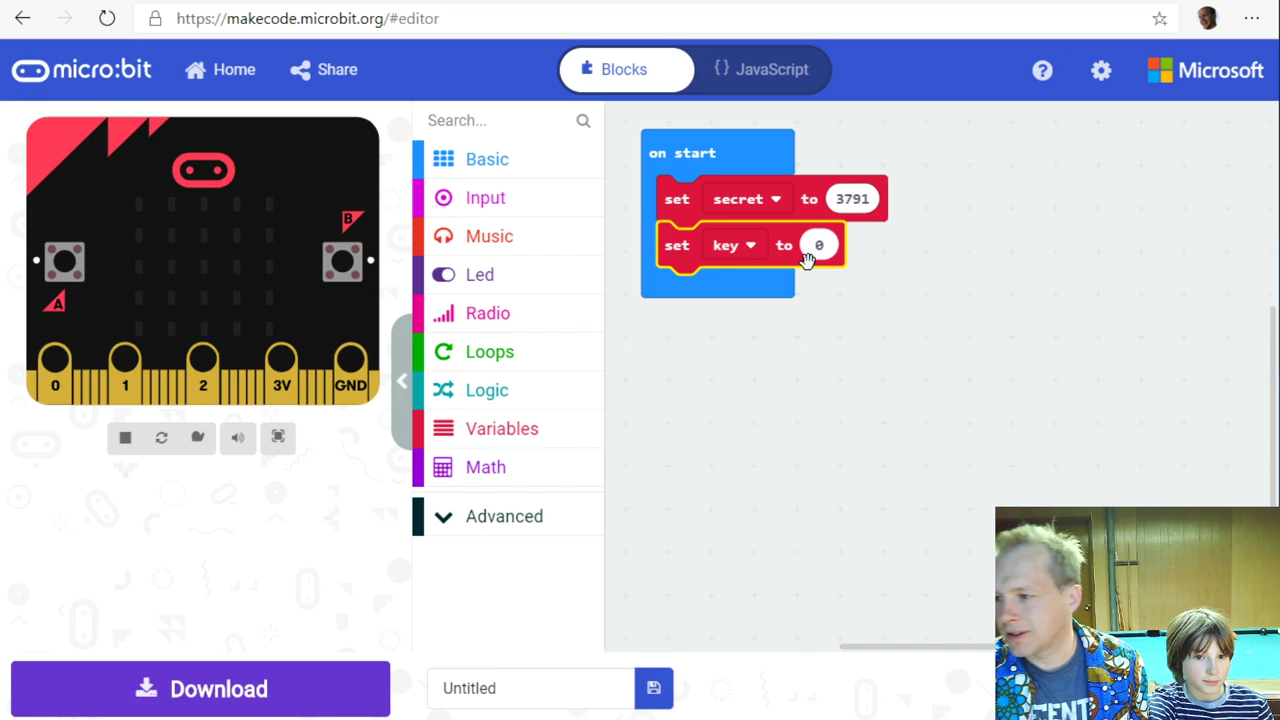 https://makecode.microbit.org/#editor
micro:bit
Home
Share
Blocks
{} JavaScript
?
Microsoft
Search...
Basic
Input
Music
Led
Radio
Loops
Logic
Variables
Math
Advanced
on start
set secret to 3791
set key to 0
B
A
0 1 2 3V GND
Download
Untitled